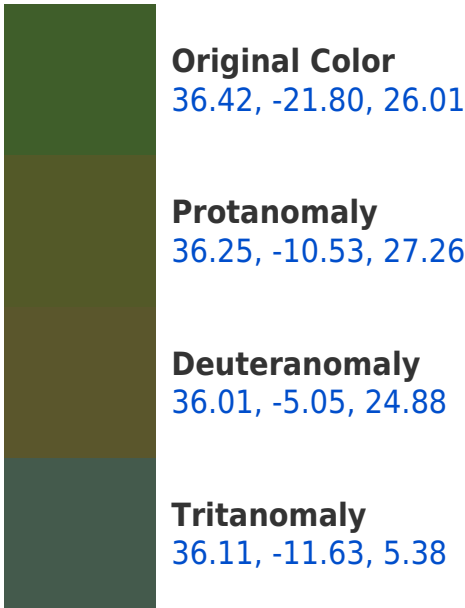 Original Color
36.42, -21.80, 26.01
Protanomaly
36.25, -10.53, 27.26
Deuteranomaly
36.01, -5.05, 24.88
Tritanomaly
36.11, -11.63, 5.38